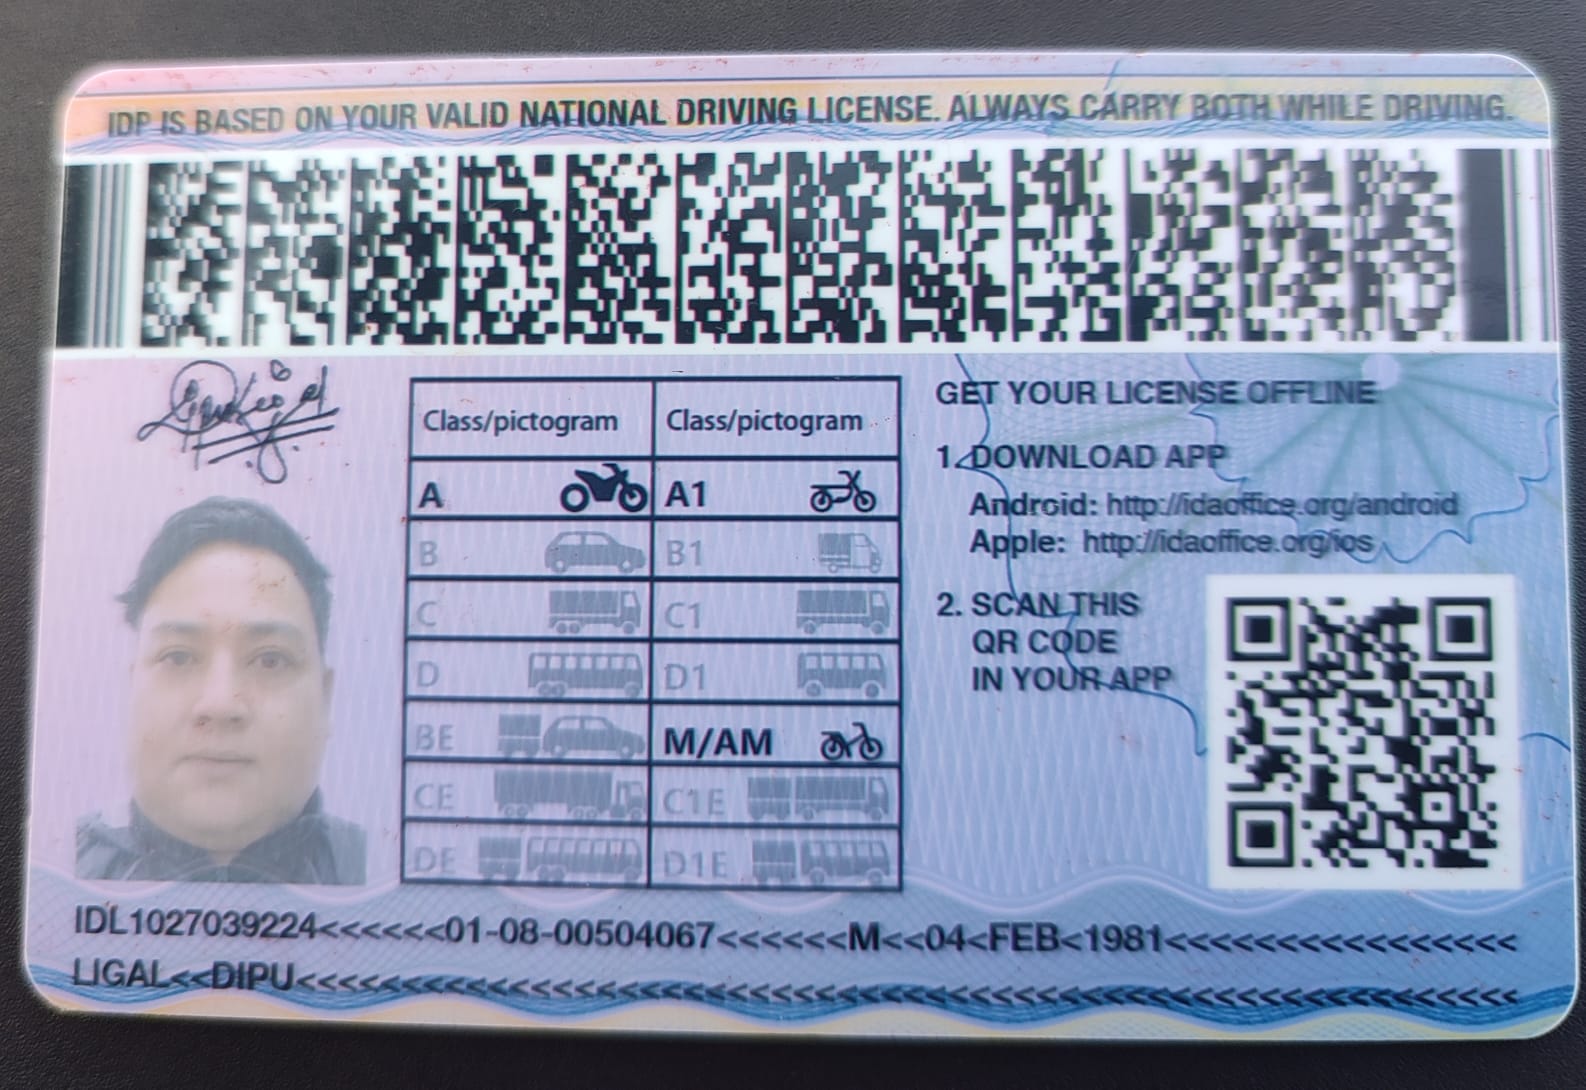 IDP IS BASED ON YOUR VALID NATIONAL DRIVING LICENSE. ALWAYS CARRY BOTH WHILE DRIVING.
Class/pictogram Class/pictogram
A A1
B B1
C C1
D D1
BE M/AM
CE C1E
DE D1E
GET YOUR LICENSE OFFLINE
1. DOWNLOAD APP
Android: http://idaoffice.org/android
Apple: http://idaoffice.org/ios
2. SCAN THIS
QR CODE
IN YOUR APP
IDL1027039224<<<<<<01-08-00504067<<<<<<M<<04<FEB<1981<<<<<<<<<<<<<<<<<
LIGAL<<DIPU<<<<<<<<<<<<<<<<<<<<<<<<<<<<<<<<<<<<<<<<<<<<<<<<<<<<<<<<<<<